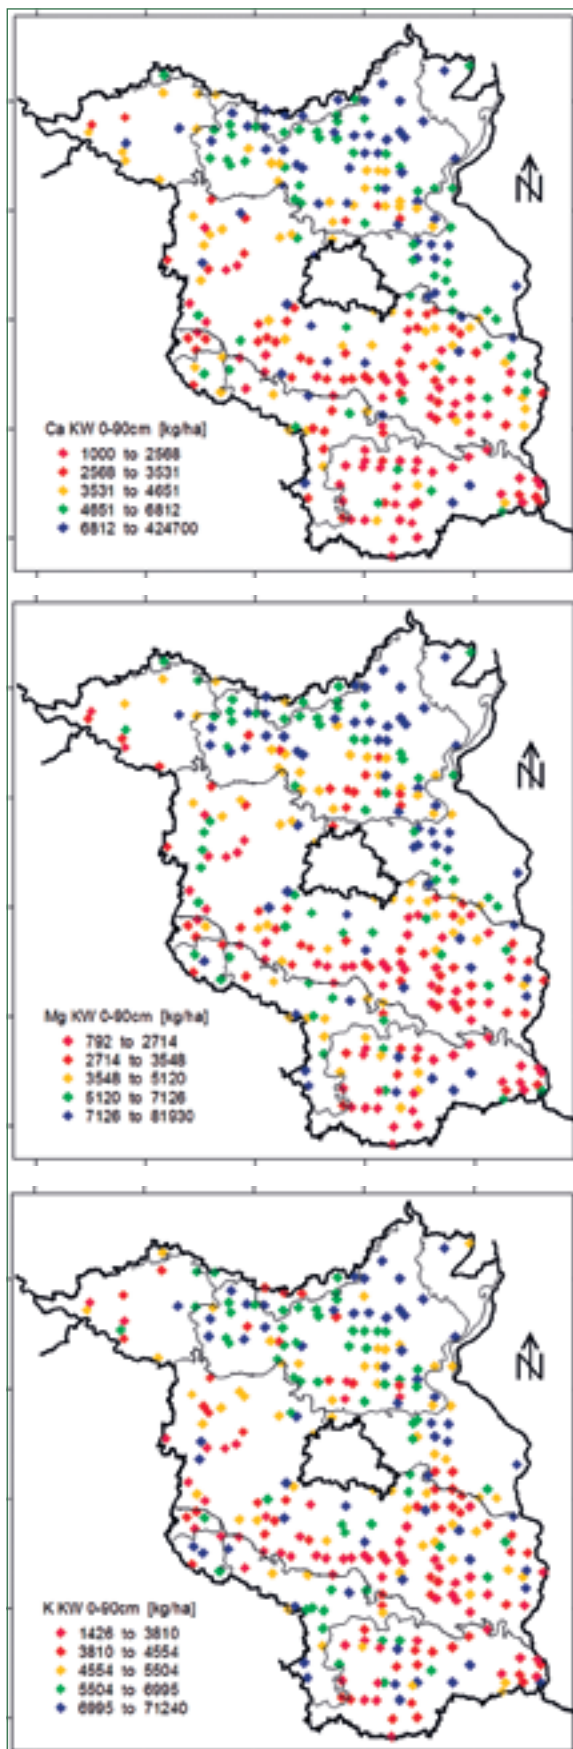 N
Ca KW 0-90cm [kg/ha]
1000 to 2568
2568 to 3531
3531 to 4651
4651 to 6812
6812 to 424700
N
Mg KW 0-90cm [kg/ha]
792 to 2714
2714 to 3548
3548 to 5120
5120 to 7126
7126 to 81930
N
K KW 0-90cm [kg/ha]
1426 to 3810
3810 to 4554
4554 to 5504
5504 to 6995
6995 to 71240